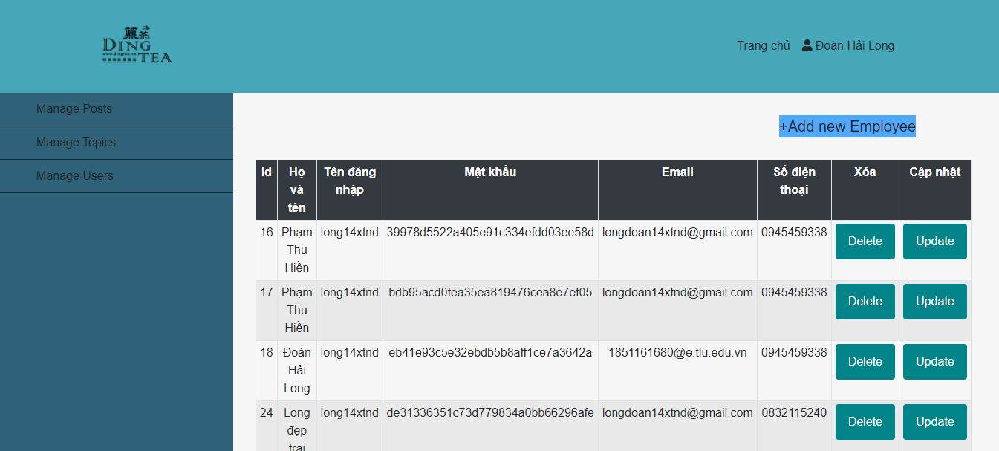 DING
www.dingtea.vn
TEA
Trang chủ Đoàn Hải Long
Manage Posts
Manage Topics
Manage Users
+Add new Employee
Id Họ và tên Tên đăng nhập Mật khẩu Email Số điện thoại Xóa Cập nhật
16 Phạm Thu Hiền long14xtnd 39978d5522a405e91c334efdd03ee58d longdoan14xtnd@gmail.com 0945459338 Delete Update
17 Phạm Thu Hiền long14xtnd bdb95acd0fea35ea819476cea8e7ef05 longdoan14xtnd@gmail.com 0945459338 Delete Update
18 Đoàn Hải Long long14xtnd eb41e93c5e32ebdb5b8aff1ce7a3642a 1851161680@e.tlu.edu.vn 0945459338 Delete Update
24 Long đẹp trai long14xtnd de31336351c73d779834a0bb66296afe longdoan14xtnd@gmail.com 0832115240 Delete Update